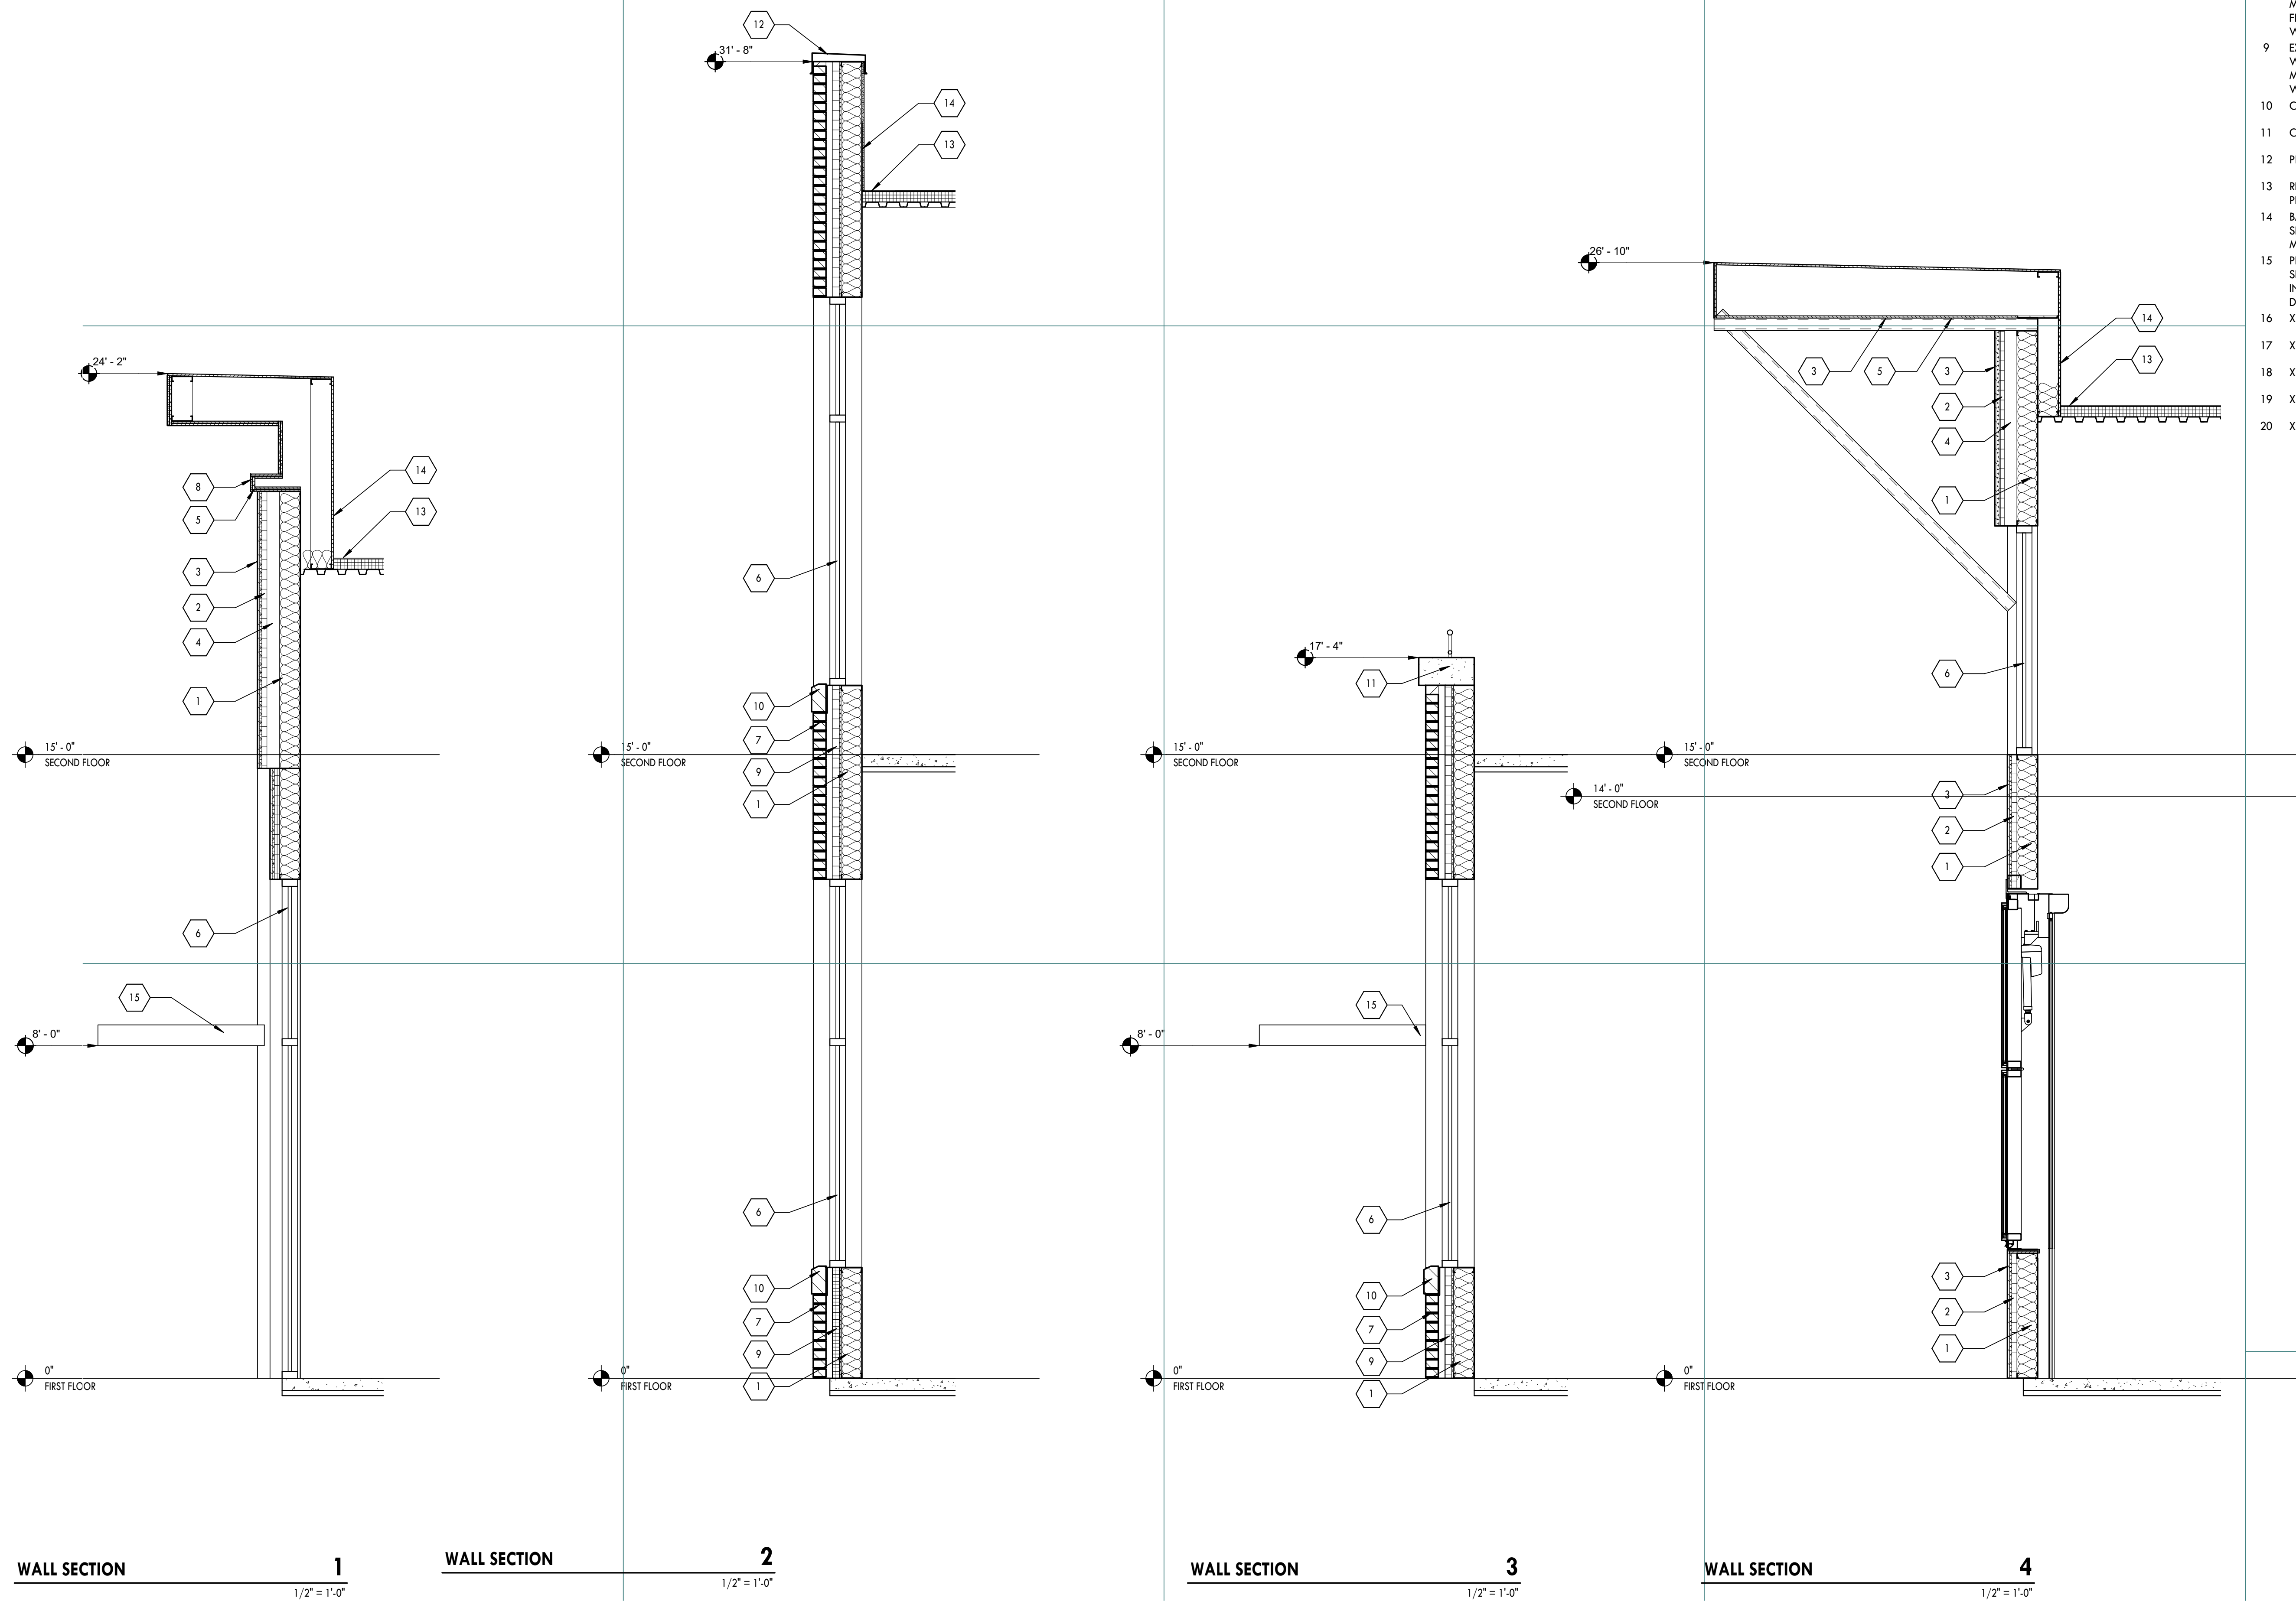 12
31' - 8"
14
13
24' - 2"
14
8
5
13
3
2
4
1
15' - 0"
SECOND FLOOR
6
15
8' - 0"
0"
FIRST FLOOR
6
10
7
15' - 0"
SECOND FLOOR
9
1
6
10
7
9
1
0"
FIRST FLOOR
17' - 4"
11
15' - 0"
SECOND FLOOR
15
8' - 0"
6
10
7
9
1
0"
FIRST FLOOR
26' - 10"
14
13
3
5
3
2
4
1
6
15' - 0"
SECOND FLOOR
14' - 0"
SECOND FLOOR
3
2
1
3
2
1
0"
FIRST FLOOR
9
10
11
12
13
14
15
16 X
17 X
18 X
19 X
20 X
WALL SECTION 1
1/2" = 1'-0"
WALL SECTION 2
1/2" = 1'-0"
WALL SECTION 3
1/2" = 1'-0"
WALL SECTION 4
1/2" = 1'-0"